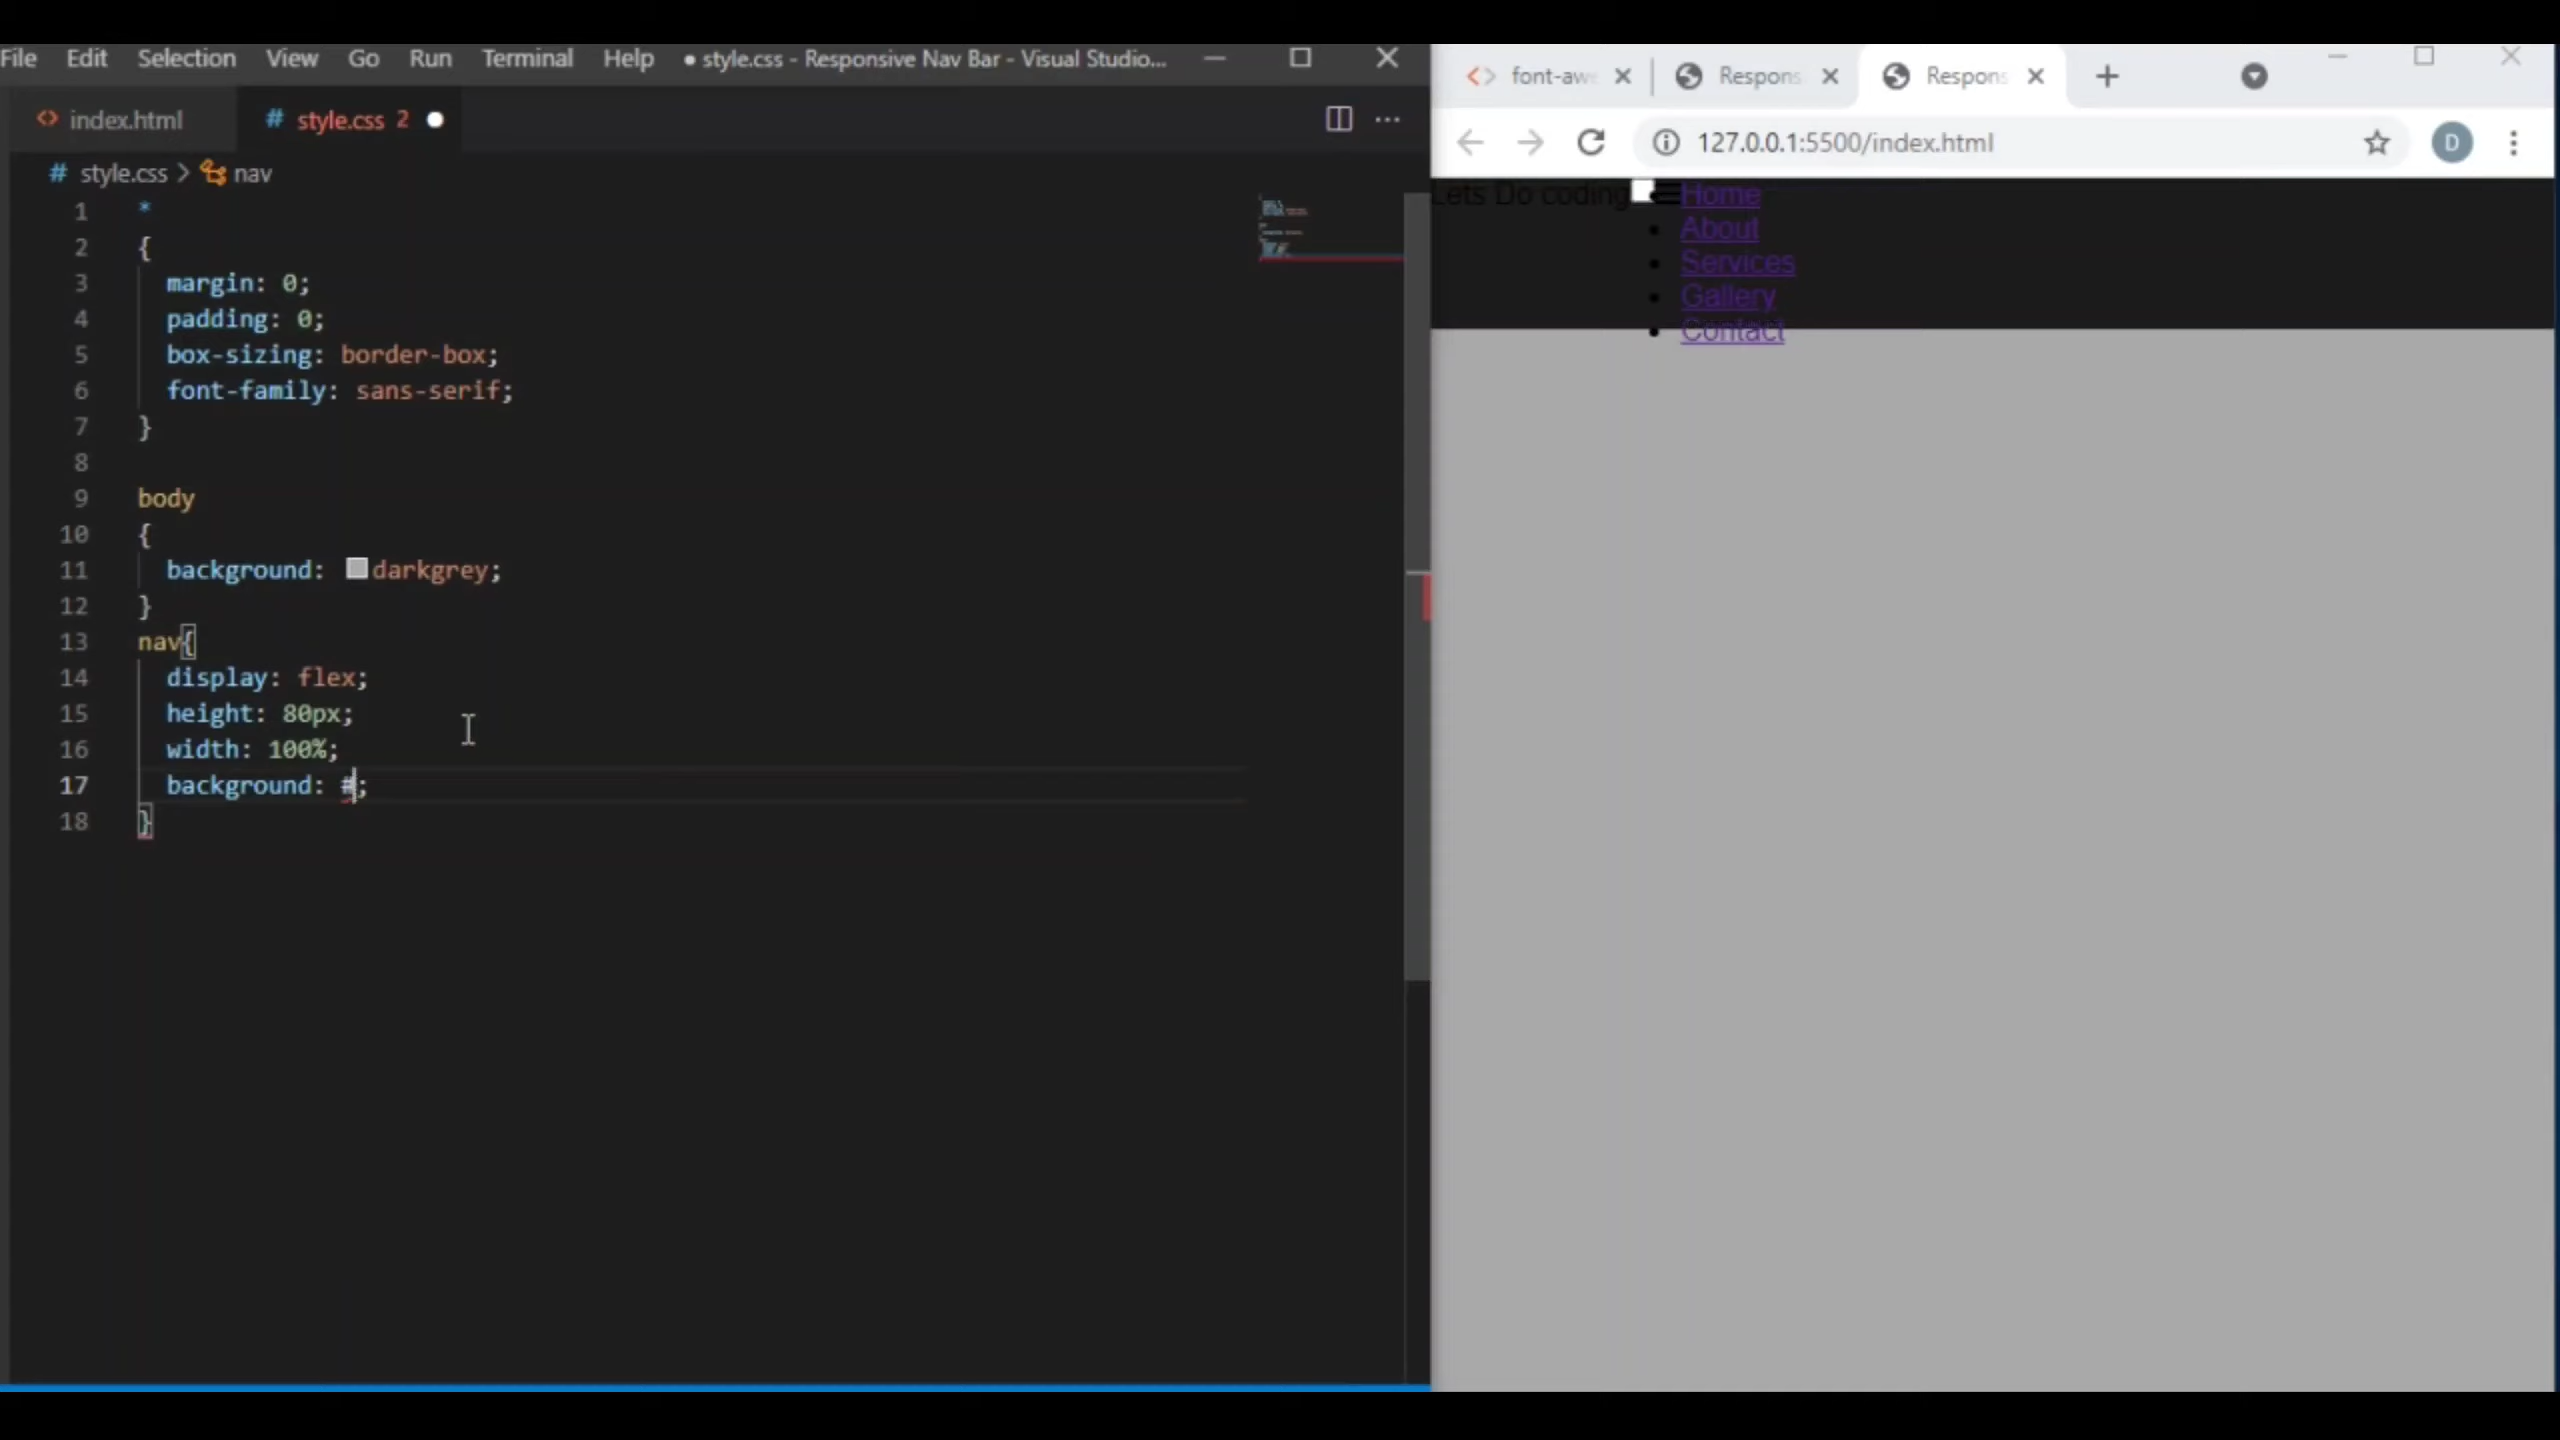 File Edit Selection View Go Run Terminal Help ● style.css - Responsive Nav Bar - Visual Studio...
index.html # style.css 2
# style.css > nav
1 *
2 {
3 margin: 0;
4 padding: 0;
5 box-sizing: border-box;
6 font-family: sans-serif;
7 }
8
9 body
10 {
11 background: darkgrey;
12 }
13 nav{
14 display: flex;
15 height: 80px;
16 width: 100%;
17 background: #;
18 }
font-awe Respons Respons
127.0.0.1:5500/index.html D
Lets Do coding
Home
About
Services
Gallery
Contact